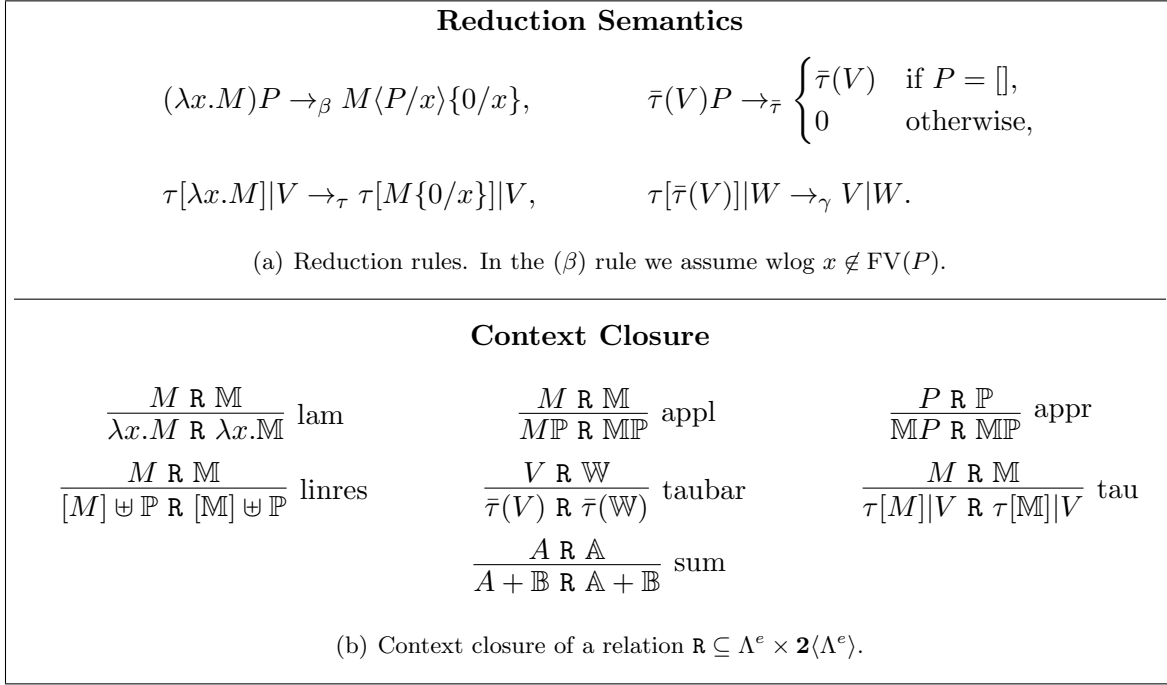 Reduction Semantics
(λx.M)P →β M⟨P/x⟩{0/x},    τ̄(V)P →τ̄ { τ̄(V) if P = [],
0 otherwise,
τ[λx.M]|V →τ τ[M{0/x}]|V,    τ[τ̄(V)]|W →γ V|W.
(a) Reduction rules. In the (β) rule we assume wlog x ∉ FV(P).
Context Closure
M R 𝕄    M R 𝕄    P R ℙ
λx.M R λx.𝕄 lam    Mℙ R 𝕄ℙ appl    𝕄P R 𝕄ℙ appr
M R 𝕄    V R 𝕎    M R 𝕄
[M] ⊎ ℙ R [𝕄] ⊎ ℙ linres    τ̄(V) R τ̄(𝕎) taubar    τ[M]|V R τ[𝕄]|V tau
A R 𝔸
A + 𝔹 R 𝔸 + 𝔹 sum
(b) Context closure of a relation R ⊆ Λᵉ × 𝟐⟨Λᵉ⟩.